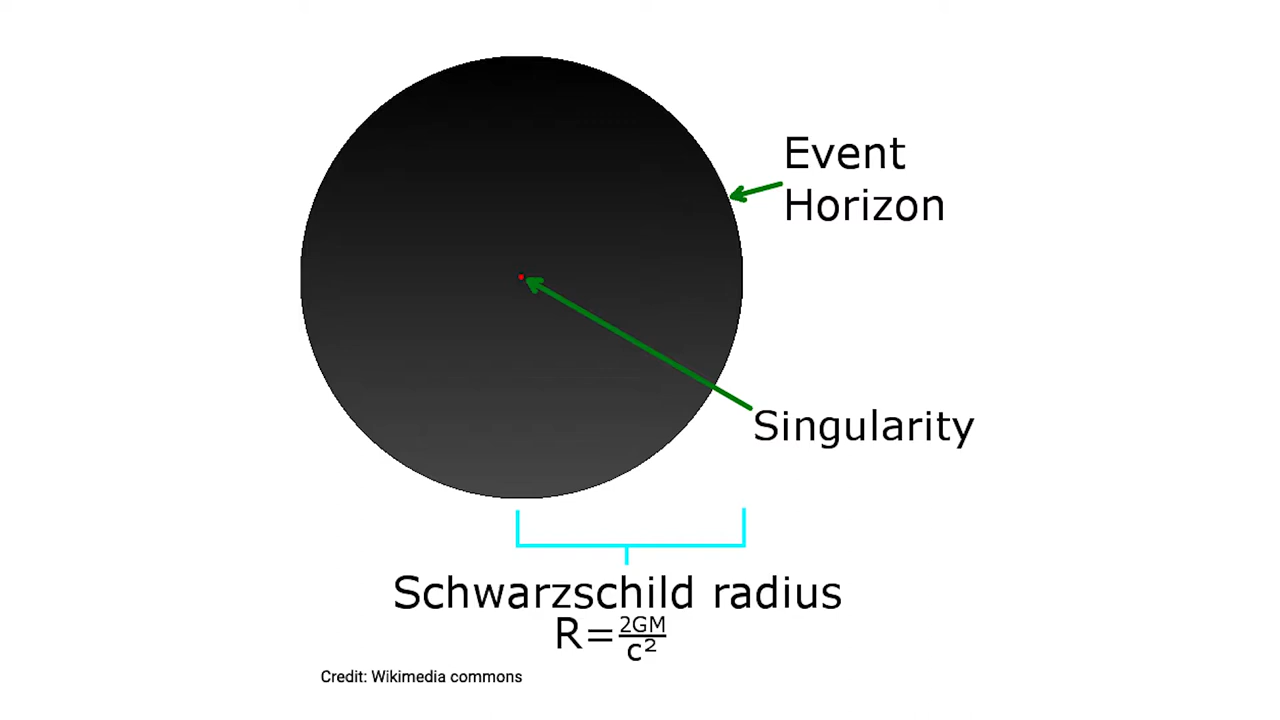 Event
Horizon
Singularity
Schwarzschild radius
R=2GM/c²
Credit: Wikimedia commons